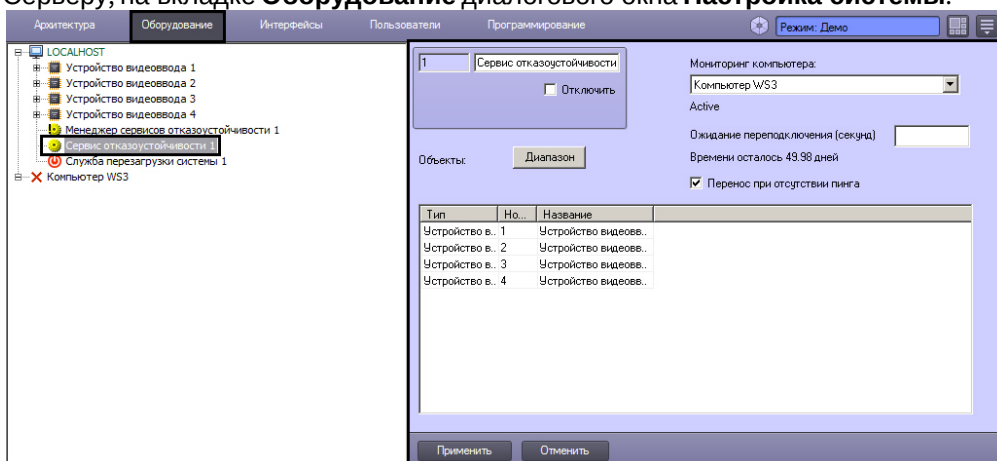 Серверу, на вкладке Оборудование диалогового окна Настройка системы.
Архитектура Оборудование Интерфейсы Пользователи Программирование Режим: Демо
LOCALHOST
Устройство видеоввода 1
Устройство видеоввода 2
Устройство видеоввода 3
Устройство видеоввода 4
Менеджер сервисов отказоустойчивости 1
Сервис отказоустойчивости 1
Служба перезагрузки системы 1
Компьютер WS3
1 Сервис отказоустойчивости
Отключить
Объекты: Диапазон
Мониторинг компьютера:
Компьютер WS3
Active
Ожидание переподключения (секунд)
Времени осталось 49.98 дней
Перенос при отсутствии пинга
Тип Но... Название
Устройство в.. 1 Устройство видеовв..
Устройство в.. 2 Устройство видеовв..
Устройство в.. 3 Устройство видеовв..
Устройство в.. 4 Устройство видеовв..
Применить Отменить